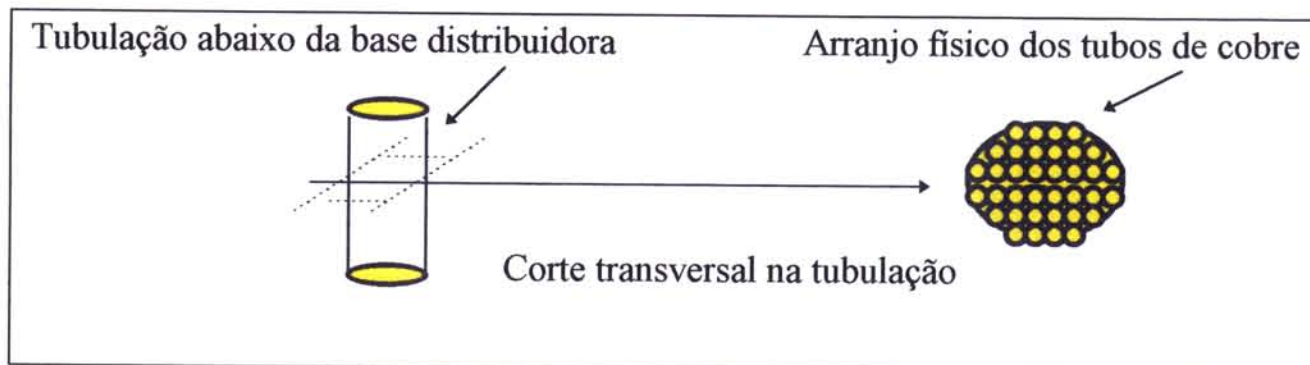 Tubulação abaixo da base distribuidora
Arranjo físico dos tubos de cobre
Corte transversal na tubulação